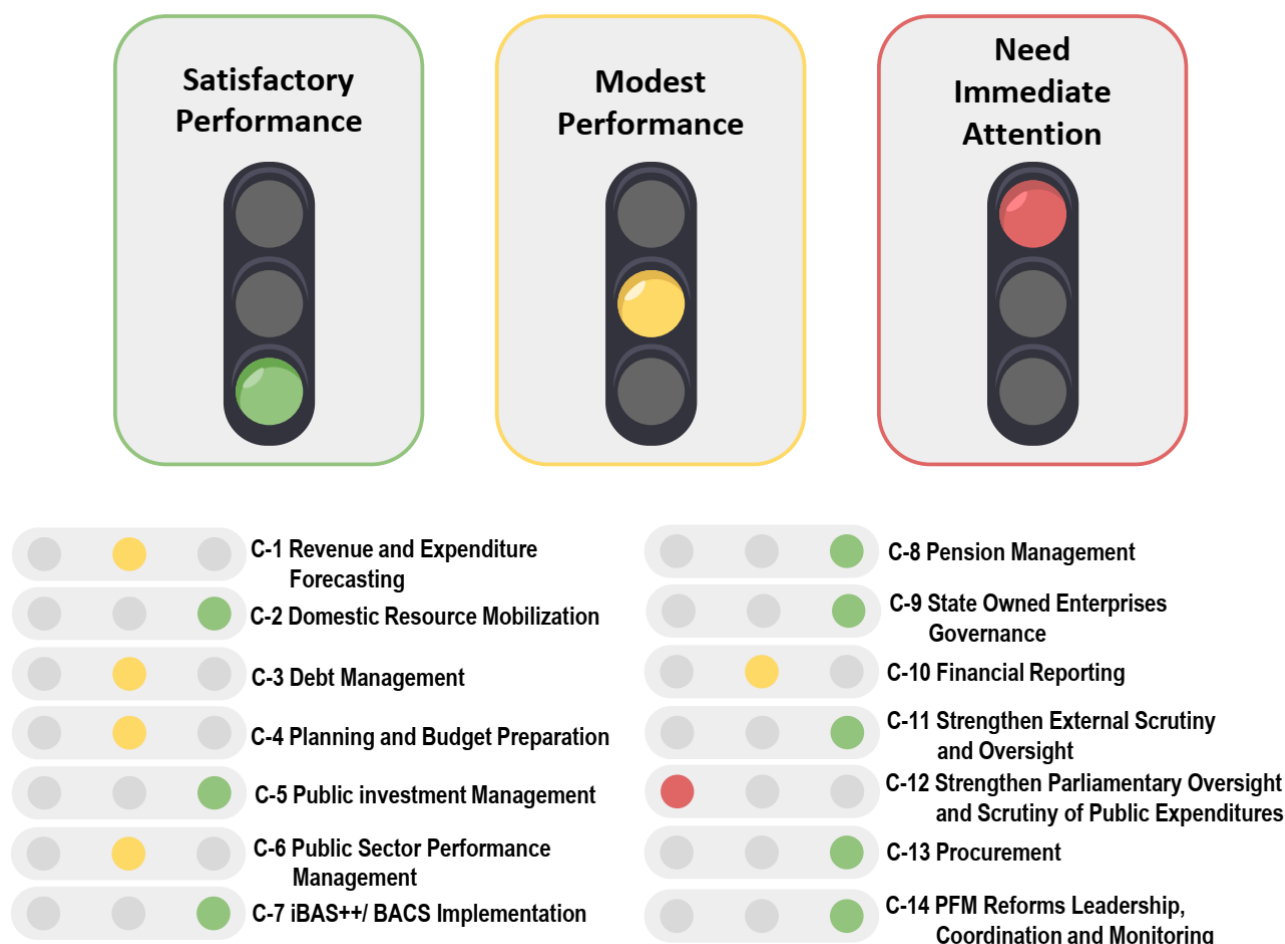 Satisfactory
Performance
Modest
Performance
Need
Immediate
Attention
C-1 Revenue and Expenditure
Forecasting
C-2 Domestic Resource Mobilization
C-3 Debt Management
C-4 Planning and Budget Preparation
C-5 Public investment Management
C-6 Public Sector Performance
Management
C-7 iBAS++/ BACS Implementation
C-8 Pension Management
C-9 State Owned Enterprises
Governance
C-10 Financial Reporting
C-11 Strengthen External Scrutiny
and Oversight
C-12 Strengthen Parliamentary Oversight
and Scrutiny of Public Expenditures
C-13 Procurement
C-14 PFM Reforms Leadership,
Coordination and Monitoring